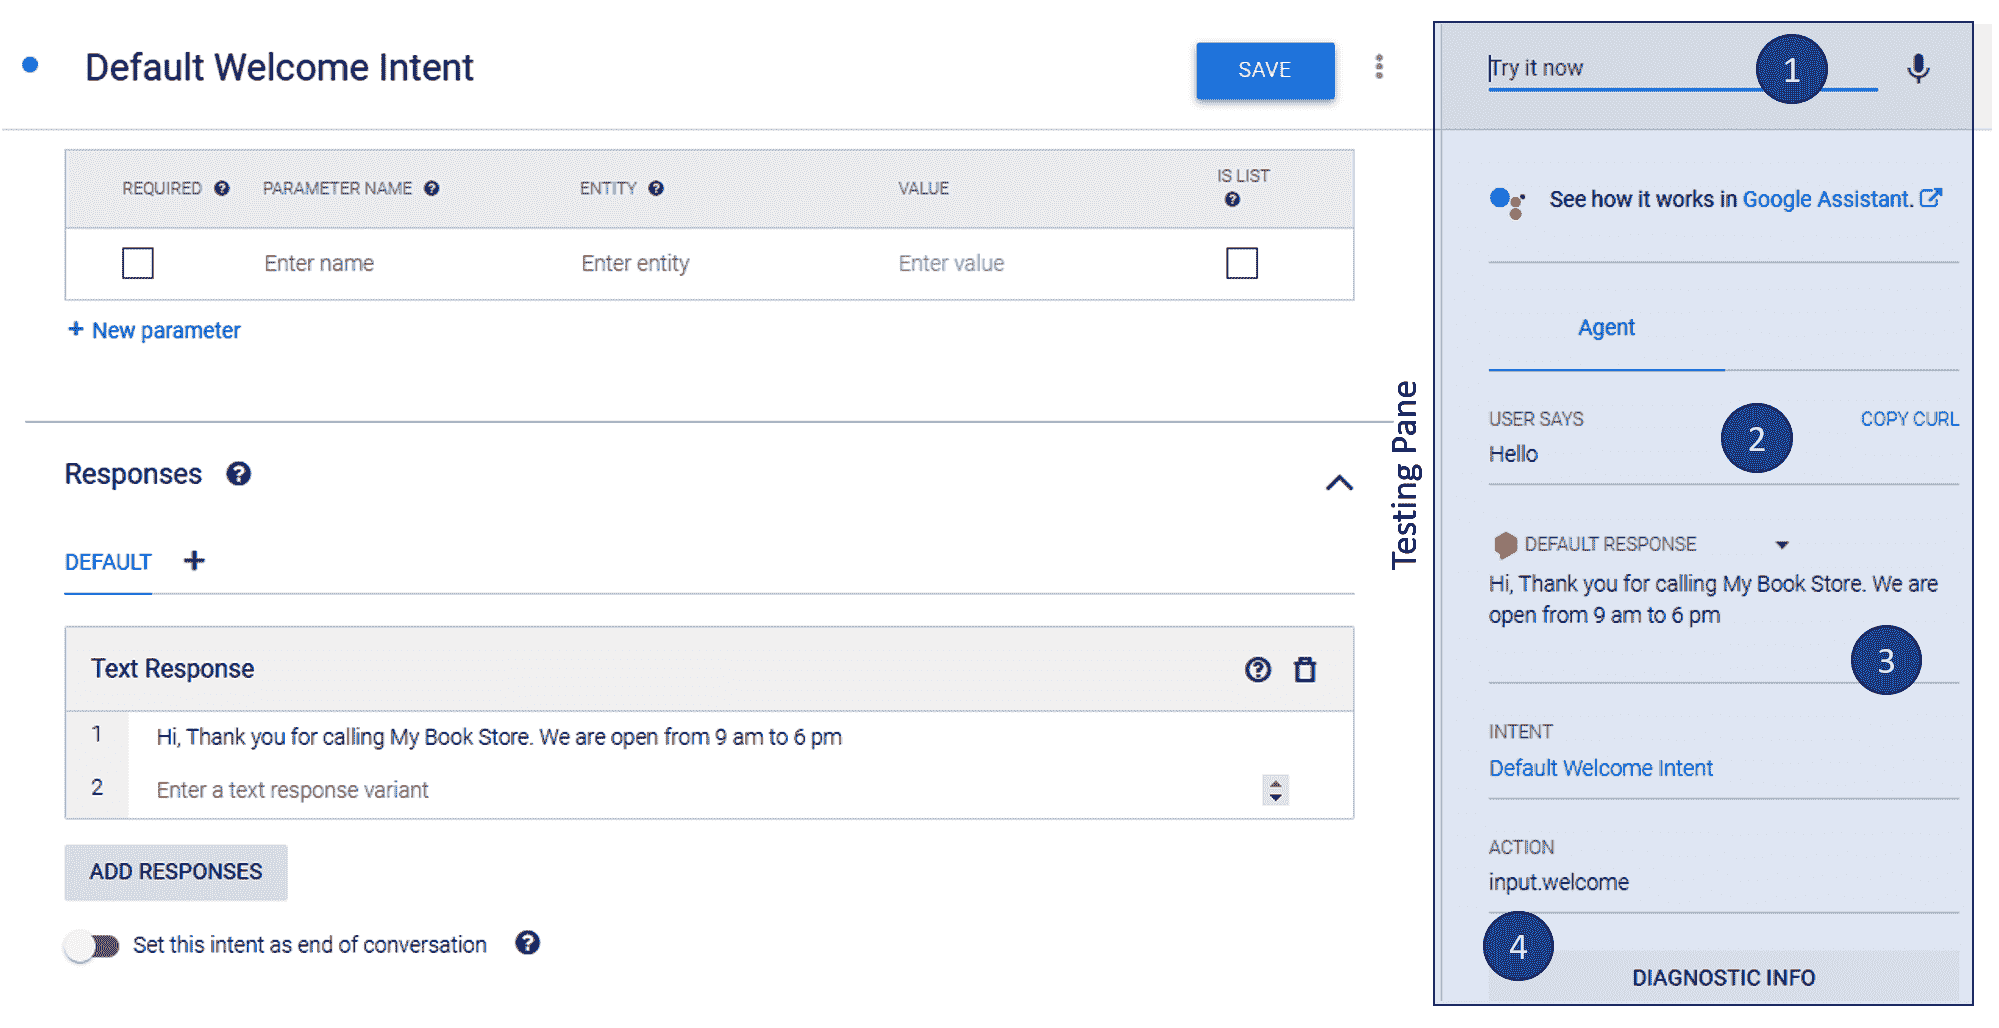 Default Welcome Intent
SAVE
REQUIRED ? PARAMETER NAME ? ENTITY ? VALUE IS LIST ?
Enter name Enter entity Enter value
+ New parameter
Responses ?
DEFAULT +
Text Response ?
1 Hi, Thank you for calling My Book Store. We are open from 9 am to 6 pm
2 Enter a text response variant
ADD RESPONSES
Set this intent as end of conversation ?
Testing Pane
Try it now 1
See how it works in Google Assistant.
Agent
USER SAYS 2 COPY CURL
Hello
DEFAULT RESPONSE
Hi, Thank you for calling My Book Store. We are
open from 9 am to 6 pm
3
INTENT
Default Welcome Intent
ACTION
input.welcome
4
DIAGNOSTIC INFO